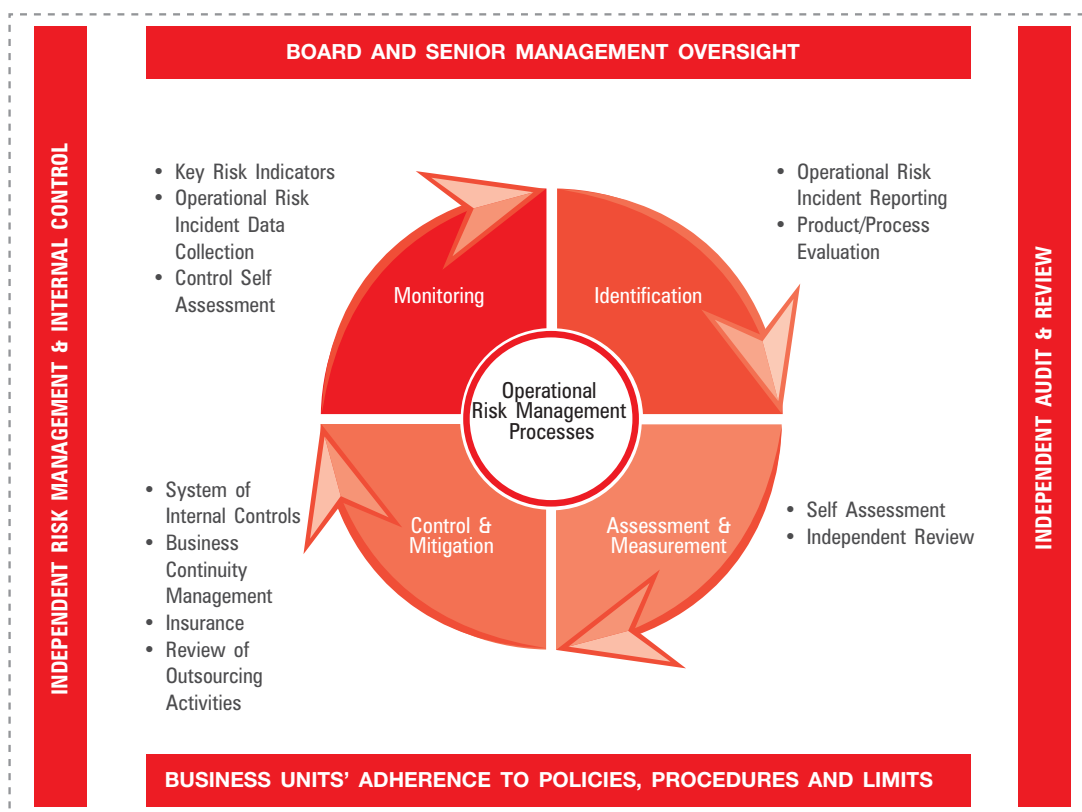 BOARD AND SENIOR MANAGEMENT OVERSIGHT
INDEPENDENT RISK MANAGEMENT & INTERNAL CONTROL
• Key Risk Indicators
• Operational Risk
Incident Data
Collection
• Control Self
Assessment
Monitoring
Identification
• Operational Risk
Incident Reporting
• Product/Process
Evaluation
Operational
Risk Management
Processes
• System of
Internal Controls
• Business
Continuity
Management
• Insurance
• Review of
Outsourcing
Activities
Control &
Mitigation
Assessment &
Measurement
• Self Assessment
• Independent Review
INDEPENDENT AUDIT & REVIEW
BUSINESS UNITS’ ADHERENCE TO POLICIES, PROCEDURES AND LIMITS